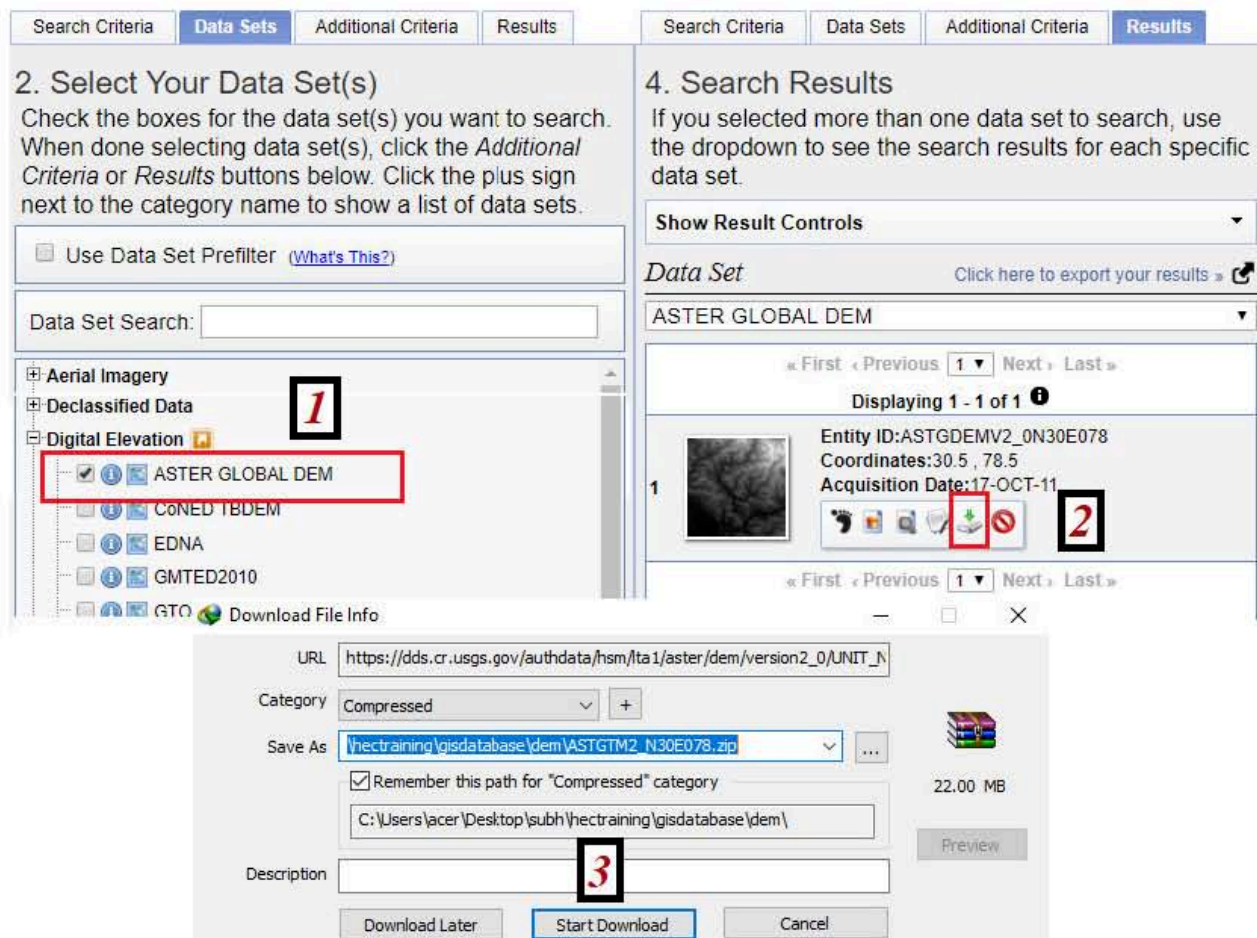 Search Criteria
Data Sets
Additional Criteria
Results
2. Select Your Data Set(s)
Check the boxes for the data set(s) you want to search.
When done selecting data set(s), click the Additional
Criteria or Results buttons below. Click the plus sign
next to the category name to show a list of data sets.
Use Data Set Prefilter (What's This?)
Data Set Search:
Aerial Imagery
Declassified Data
1
Digital Elevation
ASTER GLOBAL DEM
CoNED TBDEM
EDNA
GMTED2010
GTO
Search Criteria
Data Sets
Additional Criteria
Results
4. Search Results
If you selected more than one data set to search, use
the dropdown to see the search results for each specific
data set.
Show Result Controls
Data Set
Click here to export your results »
ASTER GLOBAL DEM
« First ‹ Previous 1 Next › Last »
Displaying 1 - 1 of 1
1
Entity ID:ASTGDEMV2_0N30E078
Coordinates:30.5 , 78.5
Acquisition Date:17-OCT-11
2
« First ‹ Previous 1 Next › Last »
Download File Info
URL https://dds.cr.usgs.gov/authdata/hsm/lta1/aster/dem/version2_0/UNIT_N
Category Compressed +
Save As \hectraining\gisdatabase\dem\ASTGTM2_N30E078.zip ...
Remember this path for "Compressed" category
C:\Users\acer\Desktop\subh\hectraining\gisdatabase\dem\
22.00 MB
Preview
3
Description
Download Later
Start Download
Cancel